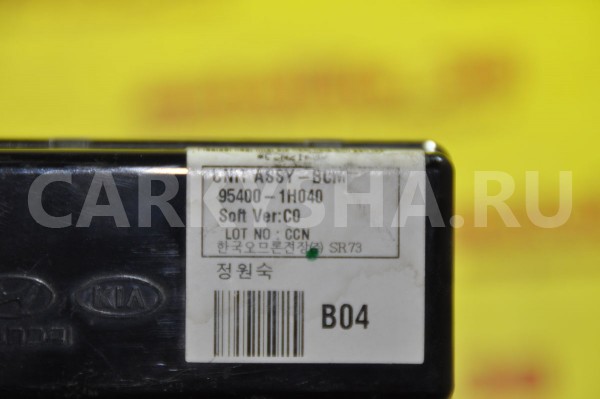 UNIT ASSY-BCM
95400-1H040
Soft Ver:C0
LOT NO : CCN
한국오므론전장㈜ SR73
정원숙
B04
KIA
CARKUSHA.RU